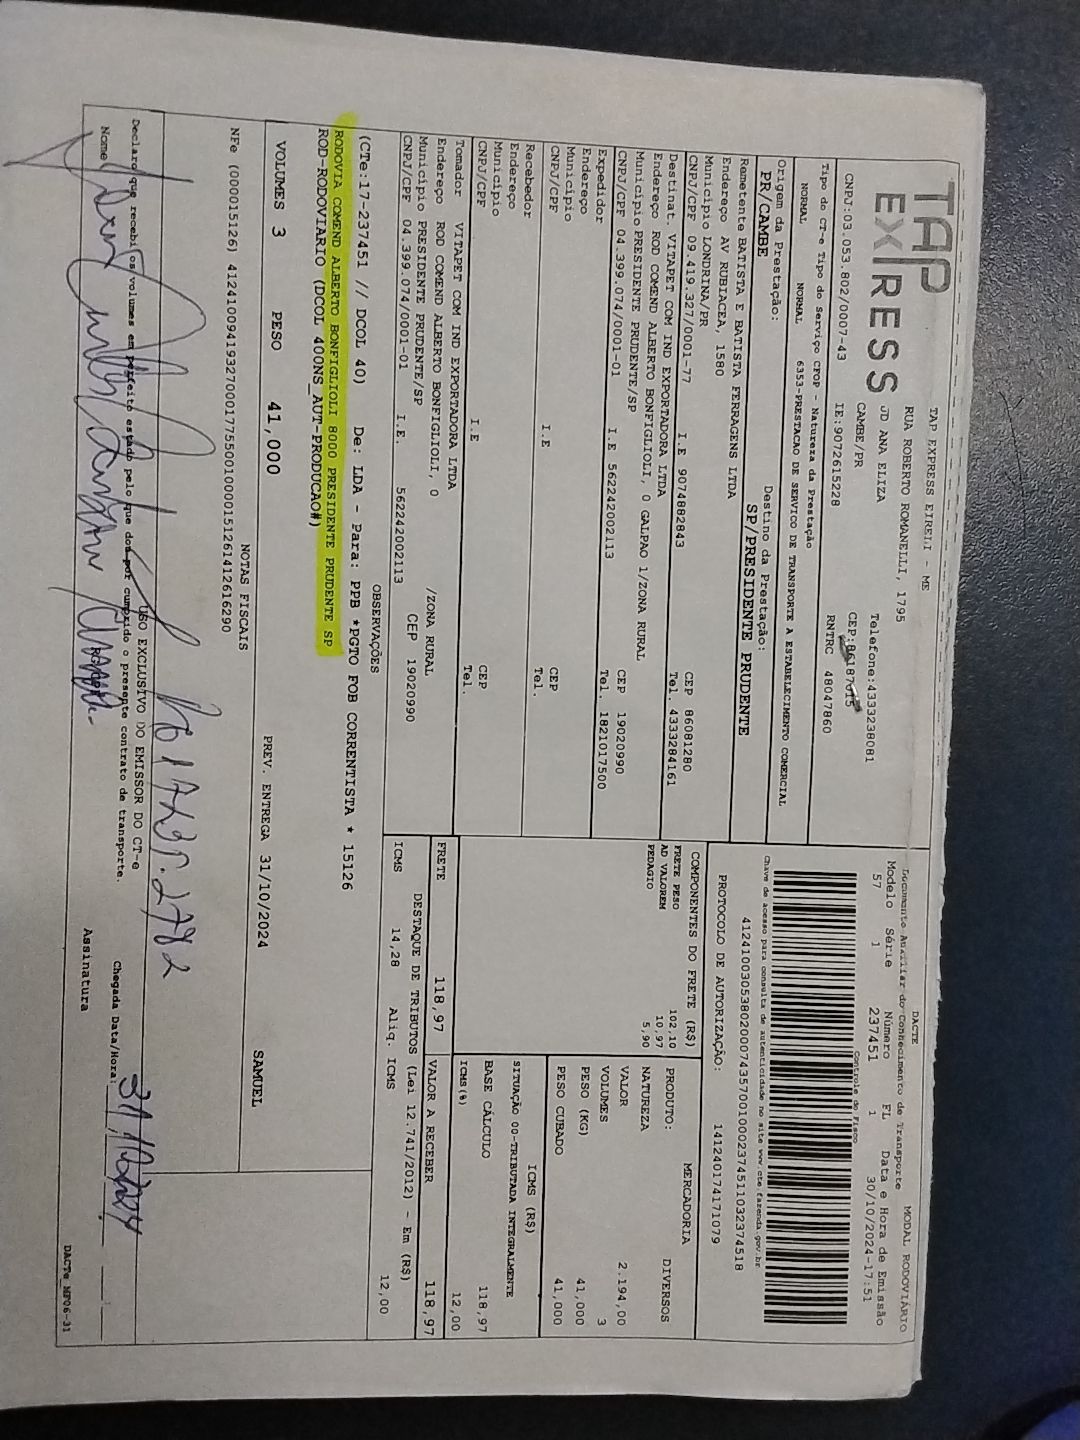 TAP EXPRESS
TAP EXPRESS EIRELI - ME
RUA ROBERTO ROMANELLI, 1795
JD ANA ELIZA
CAMBE/PR
Telefone:4333238081
CNPJ:03.053.802/0007-43 IE:9072615228 RNTRC 48047860
Tipo do CT-e Tipo do Serviço CFOP - Natureza da Prestação
NORMAL NORMAL 6353-PRESTACAO DE SERVICO DE TRANSPORTE A ESTABELECIMENTO COMERCIAL
Origem da Prestação: Destino da Prestação:
PR/CAMBE SP/PRESIDENTE PRUDENTE
Remetente BATISTA E BATISTA FERRAGENS LTDA
Endereço AV RUBIACEA, 1580
Município LONDRINA/PR CEP 86081280
CNPJ/CPF 09.419.327/0001-77 I.E 9074882843 Tel. 4333284161
Destinat. VITAPET COM IND EXPORTADORA LTDA
Endereço ROD COMEND ALBERTO BONFIGLIOLI, 0 GALPAO 1/ZONA RURAL
Município PRESIDENTE PRUDENTE/SP CEP 19020990
CNPJ/CPF 04.399.074/0001-01 I.E 562242002113 Tel. 1821017500
Expedidor
Endereço
Município CEP
CNPJ/CPF I.E Tel.
Recebedor
Endereço
Município CEP
CNPJ/CPF I.E Tel.
Tomador VITAPET COM IND EXPORTADORA LTDA
Endereço ROD COMEND ALBERTO BONFIGLIOLI, 0 /ZONA RURAL
Município PRESIDENTE PRUDENTE/SP CEP 19020990
CNPJ/CPF 04.399.074/0001-01 I.E. 562242002113
DACTE
Documento Auxiliar do Conhecimento de Transporte MODAL RODOVIÁRIO
Modelo Série Número FL Data e Hora de Emissão
57 1 237451 1 30/10/2024-17:51
Controle do Fisco
Chave de acesso para consulta de autenticidade no site www.cte.fazenda.gov.br
41241003053802000743570010002374511032374518
PROTOCOLO DE AUTORIZAÇÃO: 141240174171079
COMPONENTES DO FRETE (R$)
FRETE PESO 102,10
AD VALOREM 10,97
PEDAGIO 5,90
MERCADORIA
PRODUTO: DIVERSOS
NATUREZA
VALOR 2.194,00
VOLUMES 3
PESO (KG) 41,000
PESO CUBADO 41,000
ICMS (R$)
SITUAÇÃO 00-TRIBUTADA INTEGRALMENTE
BASE CÁLCULO 118,97
ICMS(%) 12,00
FRETE 118,97 VALOR A RECEBER 118,97
DESTAQUE DE TRIBUTOS (Lei 12.741/2012) - Em (R$)
ICMS 14,28 Aliq. ICMS 12,00
OBSERVAÇÕES
(CTe:17-237451 // DCOL 40) De: LDA - Para: PPB *PGTO FOB CORRENTISTA * 15126
RODOVIA COMEND ALBERTO BONFIGLIOLI 8000 PRESIDENTE PRUDENTE SP
ROD-RODOVIARIO (DCOL 400NS_AUT-PRODUCAO#)
VOLUMES 3 PESO 41,000 PREV. ENTREGA 31/10/2024 SAMUEL
NOTAS FISCAIS
NFe (000015126) 41241009419327000177550010000151261412616290
USO EXCLUSIVO DO EMISSOR DO CT-e
Declaro que recebi os volumes em perfeito estado pelo que dou por cumprido o presente contrato de transporte.
Chegada Data/Hora: 31/10/2024
Nome Assinatura
DACTe_MF06-31